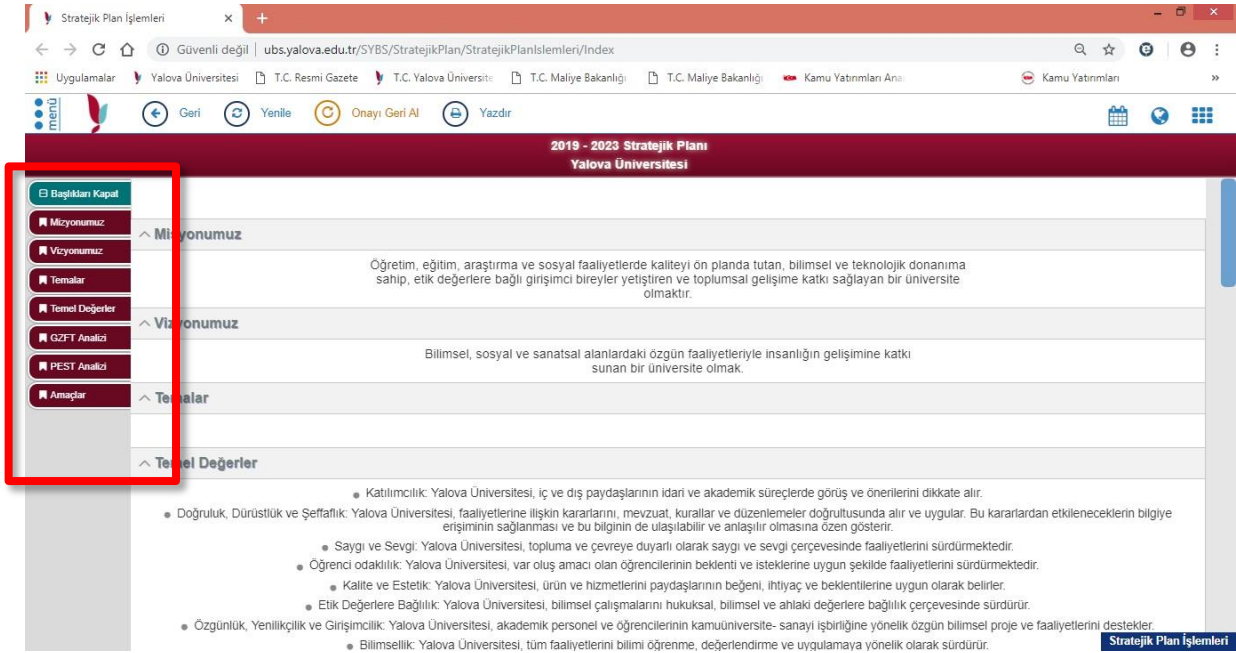 Stratejik Plan İşlemleri
Güvenli değil | ubs.yalova.edu.tr/SYBS/StratejikPlan/StratejikPlanIslemleri/Index
Uygulamalar Yalova Üniversitesi T.C. Resmi Gazete T.C. Yalova Üniversite T.C. Maliye Bakanlığı T.C. Maliye Bakanlığı Kamu Yatırımları Ana Kamu Yatırımları »
menü Geri Yenile Onayı Geri Al Yazdır
2019 - 2023 Stratejik Planı
Yalova Üniversitesi
Başlıkları Kapat
Mizyonumuz
Vizyonumuz
Temalar
Temel Değerler
GZFT Analizi
PEST Analizi
Amaçlar
Misyonumuz
Öğretim, eğitim, araştırma ve sosyal faaliyetlerde kaliteyi ön planda tutan, bilimsel ve teknolojik donanıma
sahip, etik değerlere bağlı girişimci bireyler yetiştiren ve toplumsal gelişime katkı sağlayan bir üniversite
olmaktır.
Vizyonumuz
Bilimsel, sosyal ve sanatsal alanlardaki özgün faaliyetleriyle insanlığın gelişimine katkı
sunan bir üniversite olmak.
Temalar
Temel Değerler
● Katılımcılık: Yalova Üniversitesi, iç ve dış paydaşlarının idari ve akademik süreçlerde görüş ve önerilerini dikkate alır.
● Doğruluk, Dürüstlük ve Şeffaflık: Yalova Üniversitesi, faaliyetlerine ilişkin kararlarını, mevzuat, kurallar ve düzenlemeler doğrultusunda alır ve uygular. Bu kararlardan etkileneceklerin bilgiye
erişiminin sağlanması ve bu bilginin de ulaşılabilir ve anlaşılır olmasına özen gösterir.
● Saygı ve Sevgi: Yalova Üniversitesi, topluma ve çevreye duyarlı olarak saygı ve sevgi çerçevesinde faaliyetlerini sürdürmektedir.
● Öğrenci odaklılık: Yalova Üniversitesi, var oluş amacı olan öğrencilerinin beklenti ve isteklerine uygun şekilde faaliyetlerini sürdürmektedir.
● Kalite ve Estetik: Yalova Üniversitesi, ürün ve hizmetlerini paydaşlarının beğeni, ihtiyaç ve beklentilerine uygun olarak belirler.
● Etik Değerlere Bağlılık: Yalova Üniversitesi, bilimsel çalışmalarını hukuksal, bilimsel ve ahlaki değerlere bağlılık çerçevesinde sürdürür.
● Özgünlük, Yenilikçilik ve Girişimcilik: Yalova Üniversitesi, akademik personel ve öğrencilerinin kamuüniversite- sanayi işbirliğine yönelik özgün bilimsel proje ve faaliyetlerini destekler.
● Bilimsellik: Yalova Üniversitesi, tüm faaliyetlerini bilimi öğrenme, değerlendirme ve uygulamaya yönelik olarak sürdürür.
Stratejik Plan İşlemleri